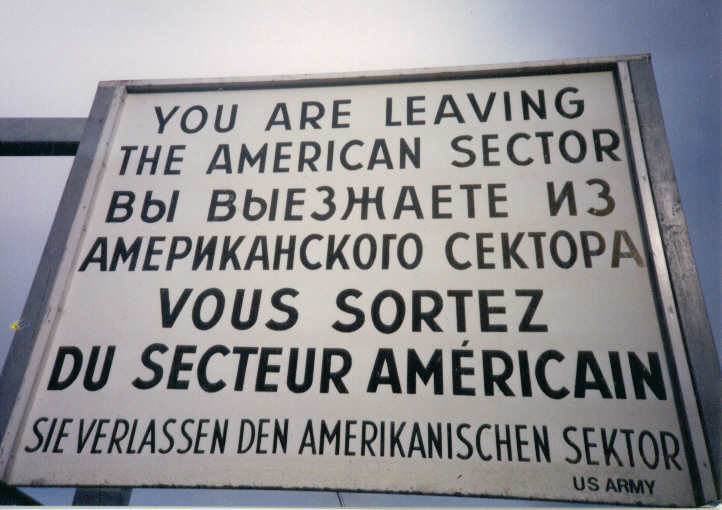 YOU ARE LEAVING
THE AMERICAN SECTOR
ВЫ ВЫЕЗЖАЕТЕ ИЗ
АМЕРИКАНСКОГО СЕКТОРА
VOUS SORTEZ
DU SECTEUR AMÉRICAIN
SIE VERLASSEN DEN AMERIKANISCHEN SEKTOR
US ARMY